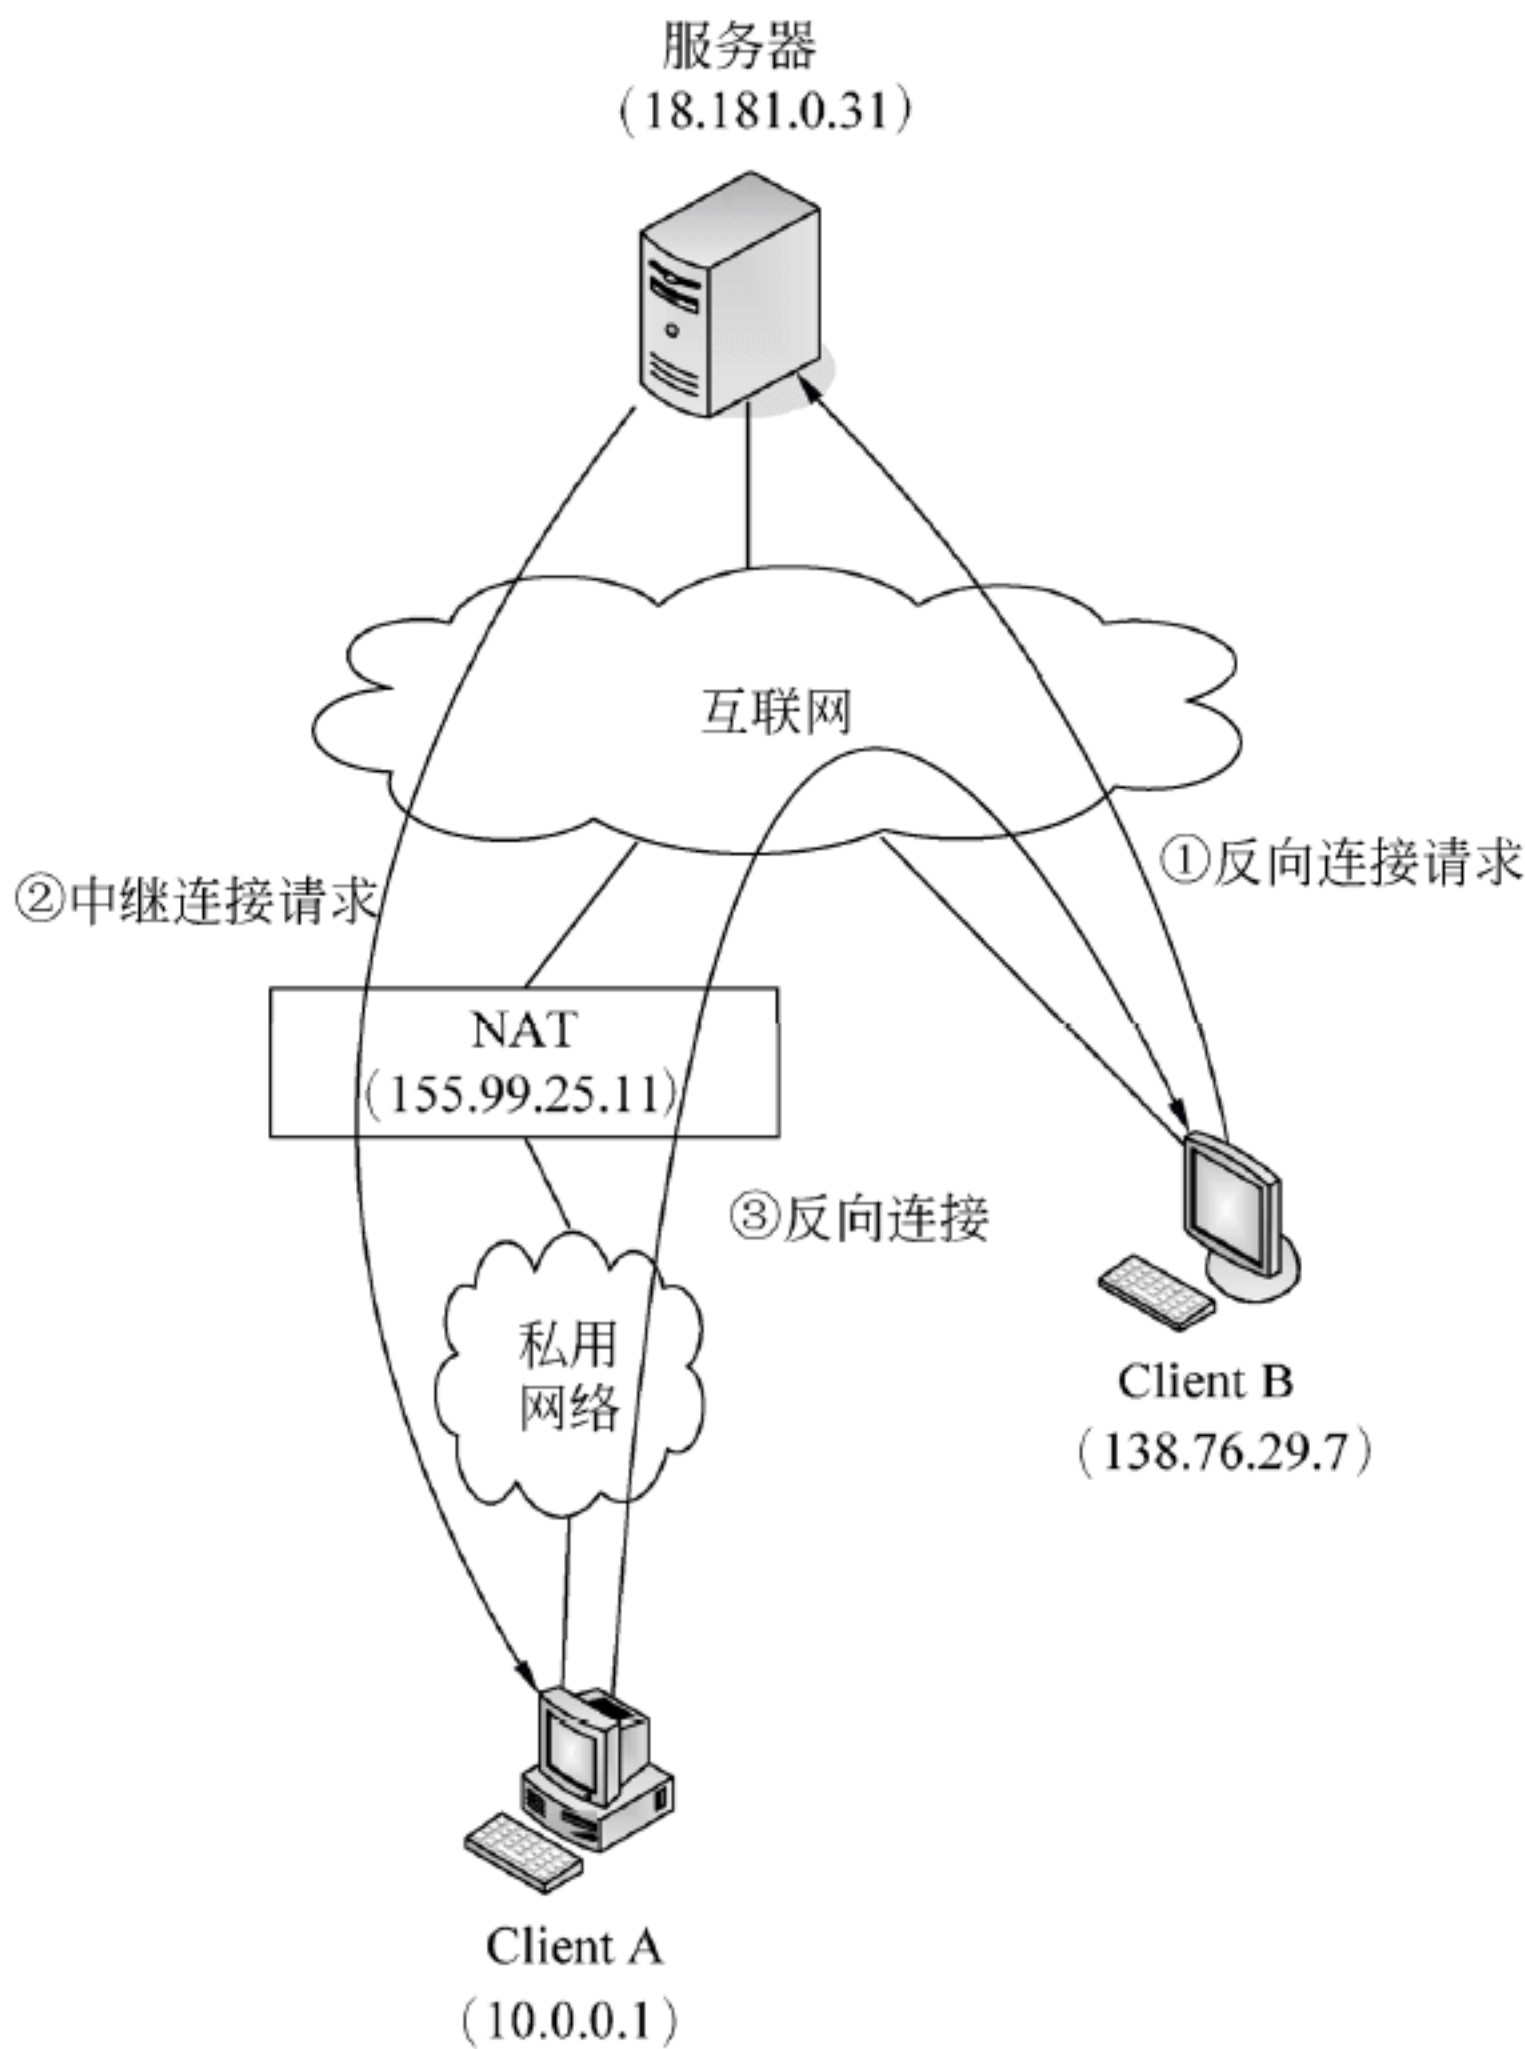 服务器
(18.181.0.31)
互联网
①反向连接请求
②中继连接请求
NAT
(155.99.25.11)
③反向连接
私用
网络
Client B
(138.76.29.7)
Client A
(10.0.0.1)